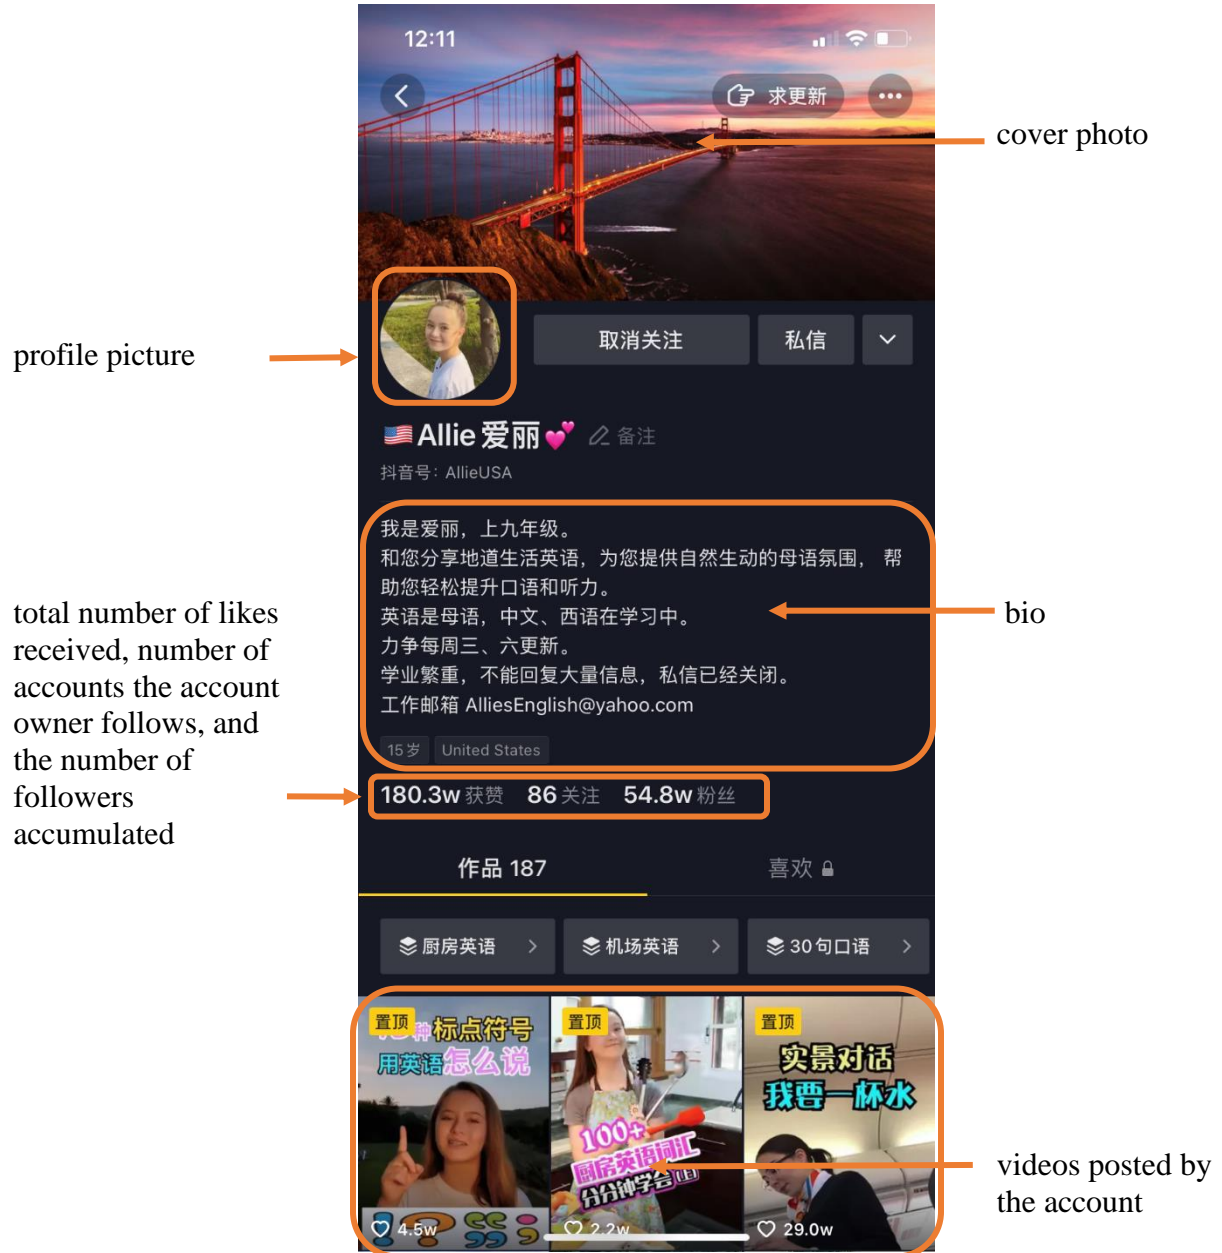 12:11
求更新
cover photo
profile picture
取消关注
私信
Allie 爱丽
备注
抖音号: AllieUSA
我是爱丽，上九年级。
和您分享地道生活英语，为您提供自然生动的母语氛围， 帮
助您轻松提升口语和听力。
英语是母语，中文、西语在学习中。
力争每周三、六更新。
学业繁重，不能回复大量信息，私信已经关闭。
工作邮箱 AlliesEnglish@yahoo.com
bio
15岁 United States
total number of likes
received, number of
accounts the account
owner follows, and
the number of
followers
accumulated
180.3w 获赞 86 关注 54.8w 粉丝
作品 187
喜欢
厨房英语
机场英语
30句口语
置顶
种标点符号
用英语怎么说
4.5w
置顶
100+
厨房英语词汇
分分钟学会
2.2w
置顶
实景对话
我要一杯水
29.0w
videos posted by
the account